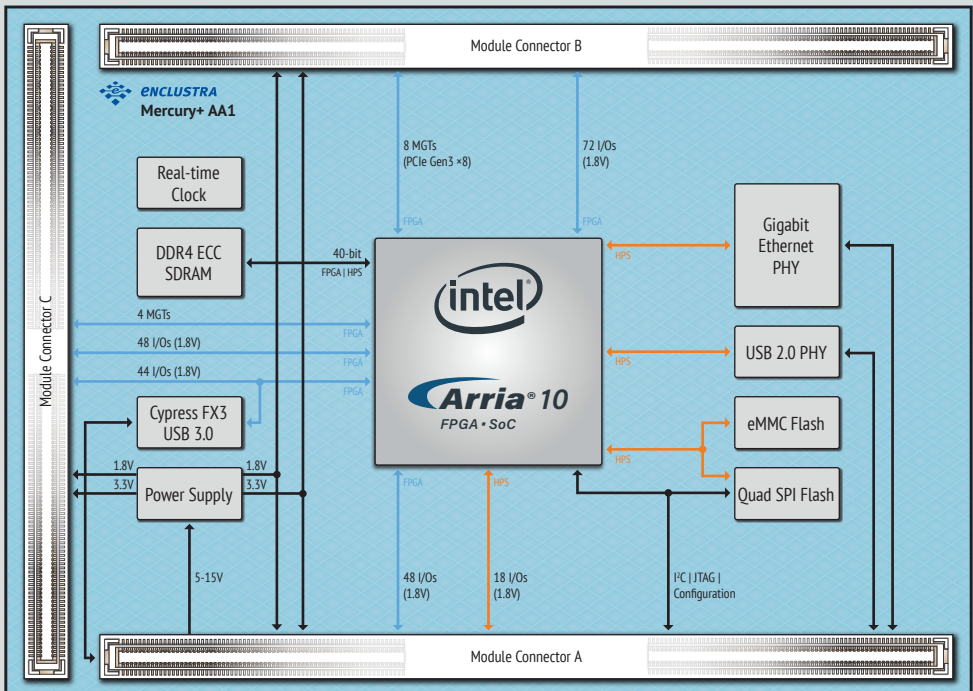 Module Connector B
Module Connector C
ENCLUSTRA
Mercury+ AA1
8 MGTs
(PCIe Gen3 ×8)
72 I/Os
(1.8V)
Real-time
Clock
FPGA
FPGA
Gigabit
Ethernet
PHY
HPS
DDR4 ECC
SDRAM
40-bit
FPGA | HPS
intel®
4 MGTs
FPGA
48 I/Os (1.8V)
FPGA
44 I/Os (1.8V)
FPGA
USB 2.0 PHY
HPS
Arria® 10
FPGA • SoC
Cypress FX3
USB 3.0
eMMC Flash
HPS
Quad SPI Flash
1.8V
3.3V
Power Supply
1.8V
3.3V
FPGA
HPS
5-15V
48 I/Os
(1.8V)
18 I/Os
(1.8V)
I²C | JTAG |
Configuration
Module Connector A